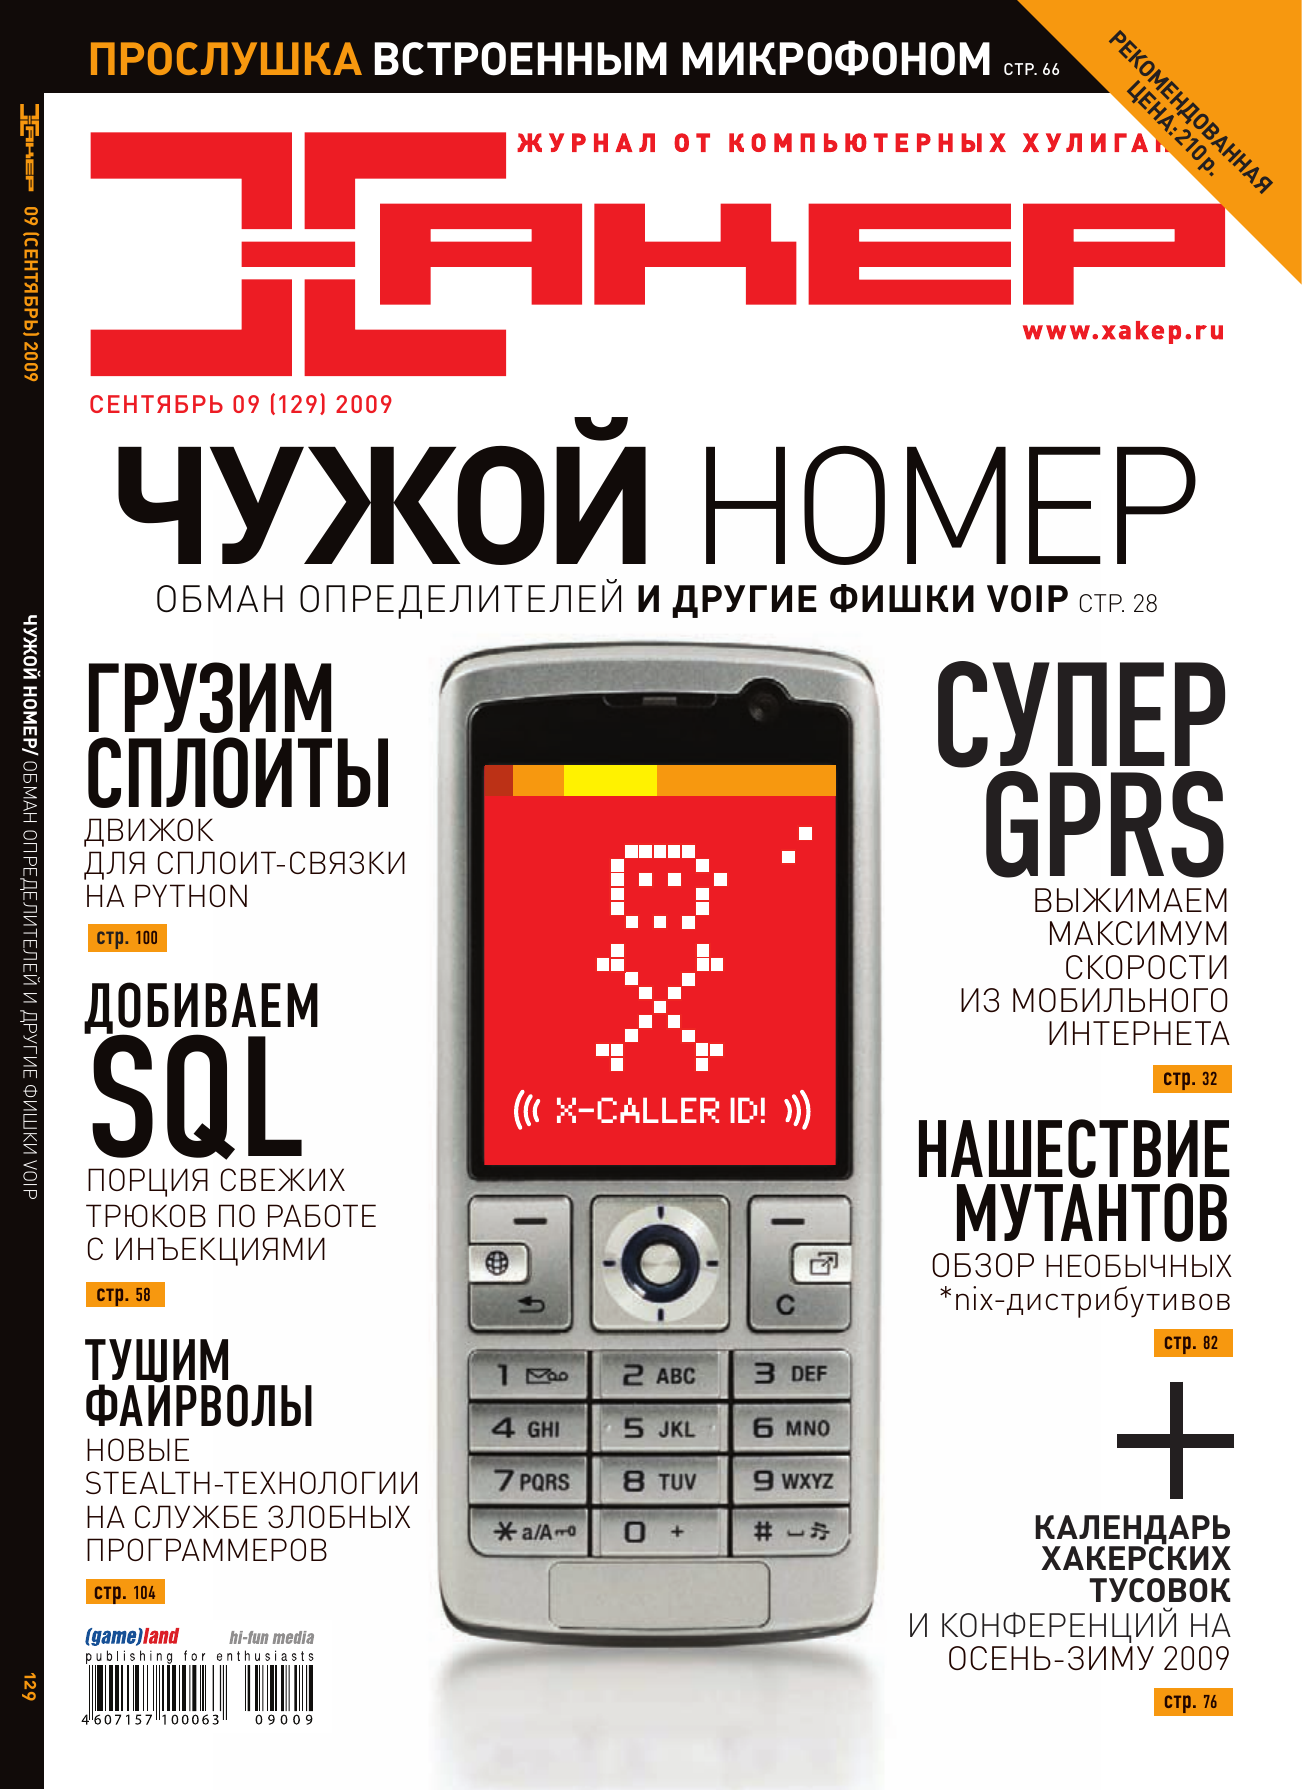 ПРОСЛУШКА ВСТРОЕННЫМ МИКРОФОНОМ СТР. 66
РЕКОМЕНДОВАННАЯ
ЦЕНА: 210 р.
ЖУРНАЛ ОТ КОМПЬЮТЕРНЫХ ХУЛИГАН
ХАКЕР
www.xakep.ru
СЕНТЯБРЬ 09 (129) 2009
ЧУЖОЙ НОМЕР
ОБМАН ОПРЕДЕЛИТЕЛЕЙ И ДРУГИЕ ФИШКИ VOIP СТР. 28
ГРУЗИМ
СПЛОИТЫ
ДВИЖОК
ДЛЯ СПЛОИТ-СВЯЗКИ
НА PYTHON
стр. 100
ДОБИВАЕМ
SQL
ПОРЦИЯ СВЕЖИХ
ТРЮКОВ ПО РАБОТЕ
С ИНЪЕКЦИЯМИ
стр. 58
ТУШИМ
ФАЙРВОЛЫ
НОВЫЕ
STEALTH-ТЕХНОЛОГИИ
НА СЛУЖБЕ ЗЛОБНЫХ
ПРОГРАММЕРОВ
стр. 104
(game)land hi-fun media
publishing for enthusiasts
4 607157 100063 09009
X-CALLER ID!
C
1
2 ABC
3 DEF
4 GHI
5 JKL
6 MNO
7 PQRS
8 TUV
9 WXYZ
* a/A
0 +
#
СУПЕР
GPRS
ВЫЖИМАЕМ
МАКСИМУМ
СКОРОСТИ
ИЗ МОБИЛЬНОГО
ИНТЕРНЕТА
стр. 32
НАШЕСТВИЕ
МУТАНТОВ
ОБЗОР НЕОБЫЧНЫХ
*nix-дистрибутивов
стр. 82
+
КАЛЕНДАРЬ
ХАКЕРСКИХ
ТУСОВОК
И КОНФЕРЕНЦИЙ НА
ОСЕНЬ-ЗИМУ 2009
стр. 76
ХАКЕР 09 (СЕНТЯБРЬ) 2009
ЧУЖОЙ НОМЕР/ ОБМАН ОПРЕДЕЛИТЕЛЕЙ И ДРУГИЕ ФИШКИ VOIP
129